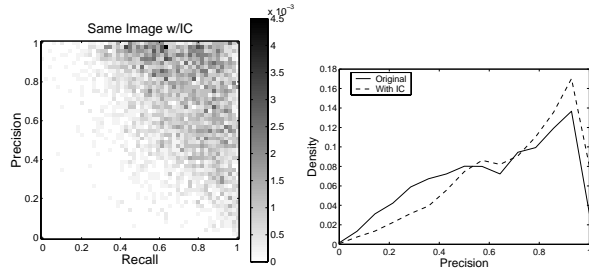 Same Image w/IC
x 10⁻³
Precision
1
0.8
0.6
0.4
0.2
0
0 0.2 0.4 0.6 0.8 1
Recall
4.5
4
3.5
3
2.5
2
1.5
1
0.5
0
Original
With IC
Density
0.18
0.16
0.14
0.12
0.10
0.08
0.06
0.04
0.02
0
0 0.2 0.4 0.6 0.8 1
Precision